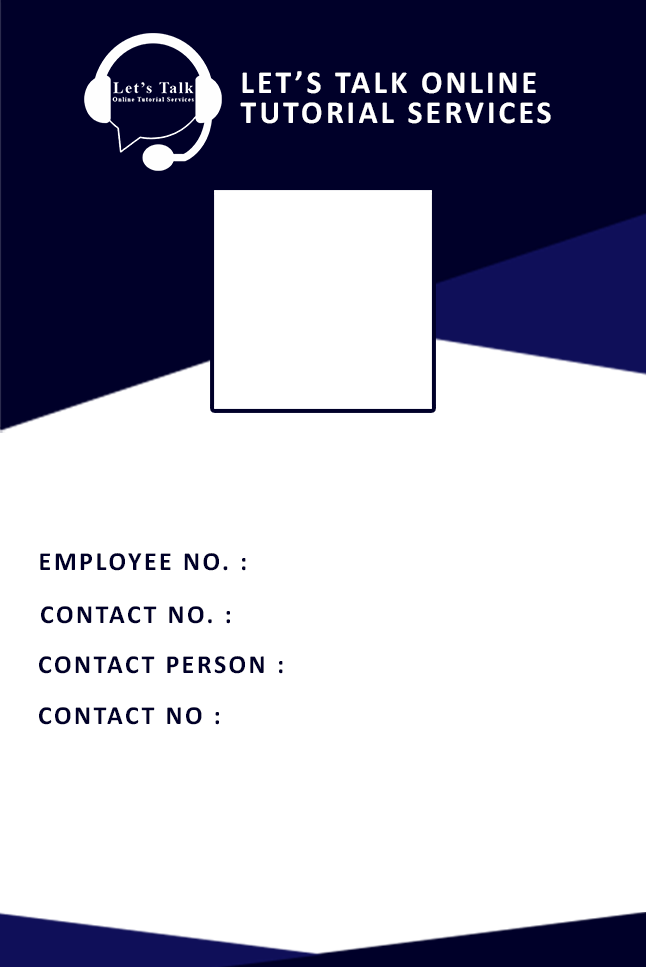 Let's Talk
Online Tutorial Services
LET'S TALK ONLINE
TUTORIAL SERVICES
EMPLOYEE NO. :
CONTACT NO. :
CONTACT PERSON :
CONTACT NO :